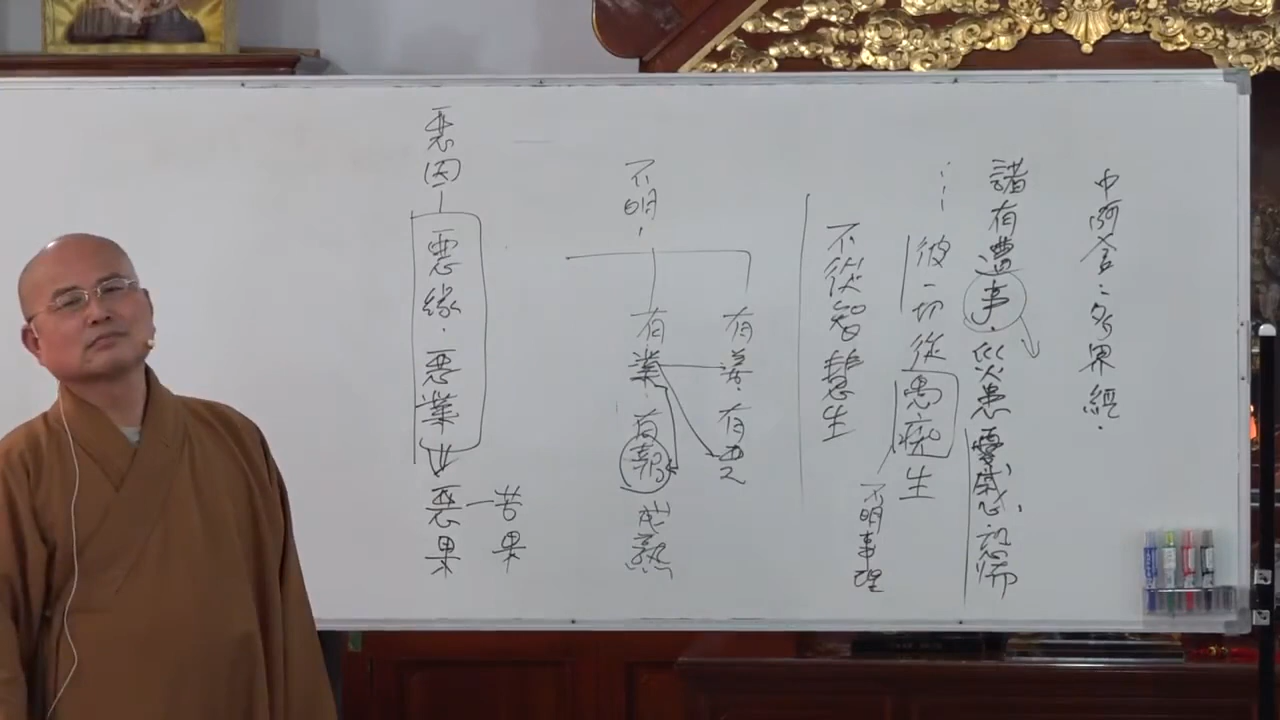 中阿含：多界經．
諸有遭事．災患憂慼、恐怖
……彼一切從愚癡生
不明事理
不從智慧生
有善．有惡
不明，
有業．有報成熟
惡因－惡緣．惡業
惡果－苦果